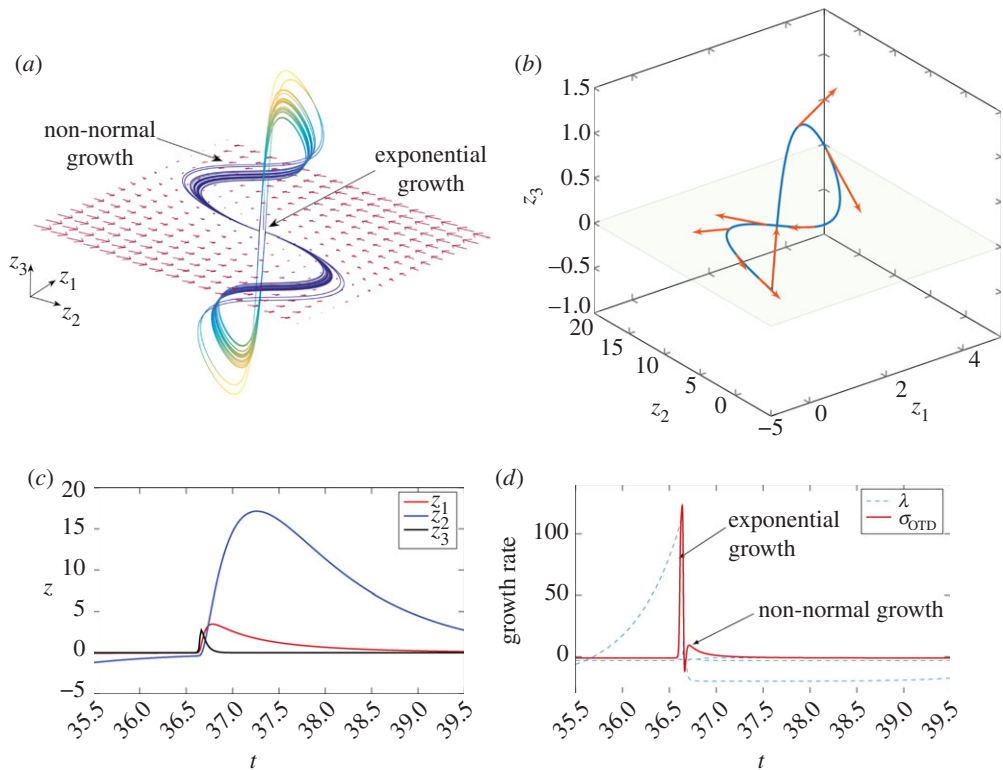 (a)
non-normal
growth
exponential
growth
z3
z1
z2
(b)
1.5
1.0
0.5
0
−0.5
−1.0
z3
20
15
10
5
0
−5
z2
0
2
4
z1
(c)
20
15
10
5
0
−5
z
z1
z2
z3
35.5
36.0
36.5
37.0
37.5
38.0
38.5
39.0
39.5
t
(d)
100
50
0
growth rate
λ
σOTD
exponential
growth
non-normal growth
35.5
36.0
36.5
37.0
37.5
38.0
38.5
39.0
39.5
t